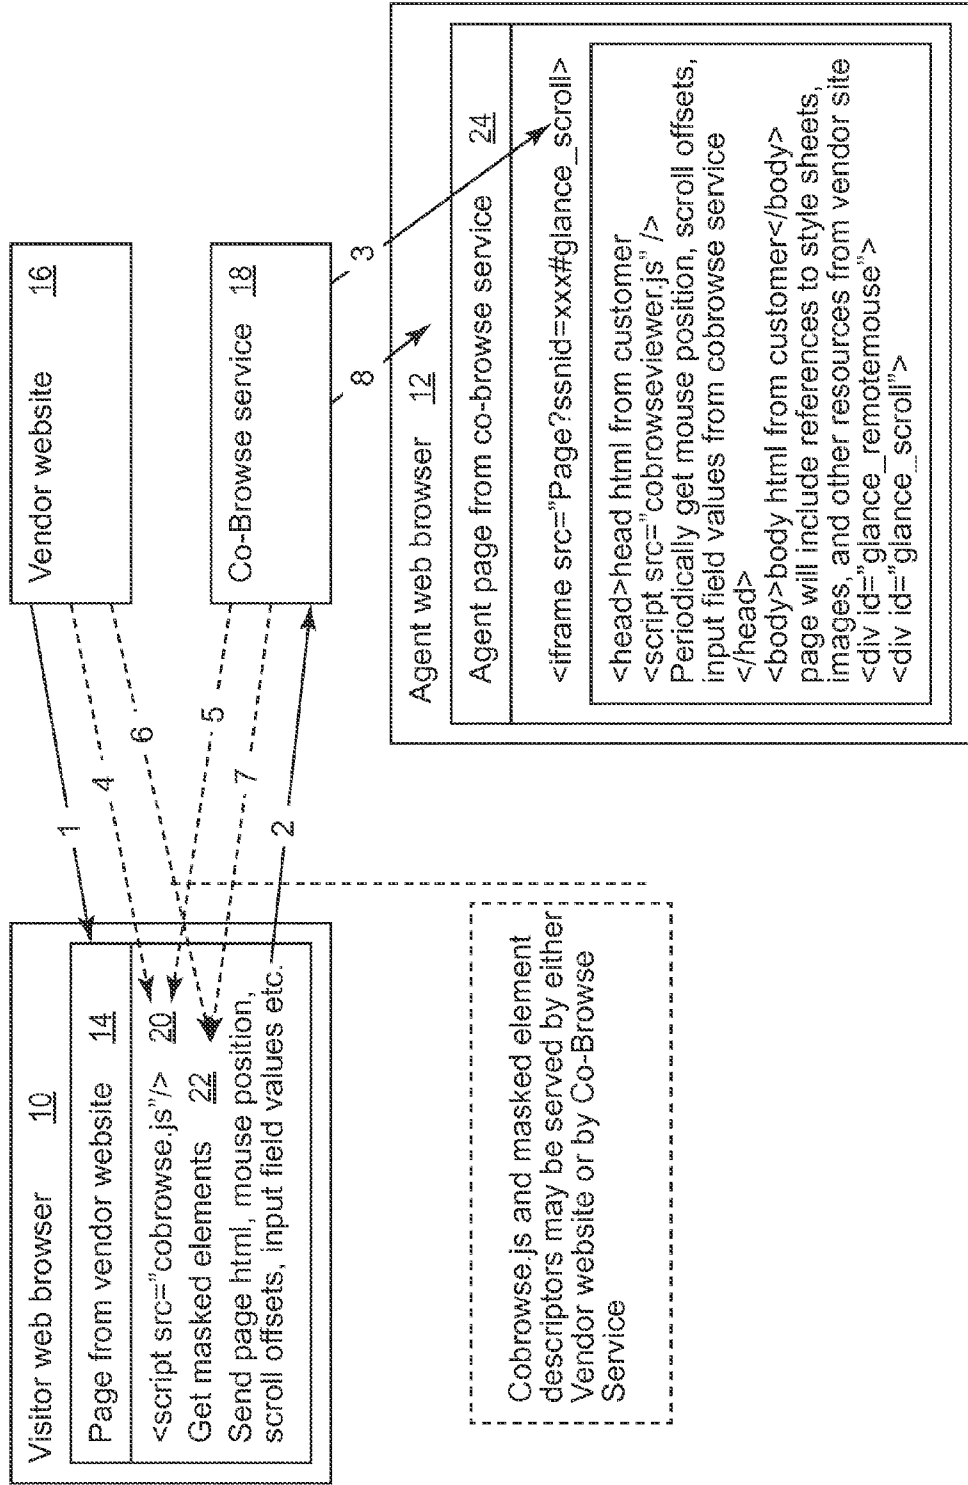 Visitor web browser 10
Page from vendor website 14
<script src="cobrowse.js"/> 20
Get masked elements 22
Send page html, mouse position,
scroll offsets, input field values etc.
1
4
6
5
7
2
Vendor website 16
Co-Browse service 18
8
3
Cobrowse.js and masked element
descriptors may be served by either
Vendor website or by Co-Browse
Service
Agent web browser 12
Agent page from co-browse service 24
<iframe src="Page?ssnid=xxx#glance_scroll>
<head>head html from customer
<script src="cobrowseviewer.js" />
Periodically get mouse position, scroll offsets,
input field values from cobrowse service
</head>
<body>body html from customer</body>
page will include references to style sheets,
images, and other resources from vendor site
<div id="glance_remotemouse">
<div id="glance_scroll">